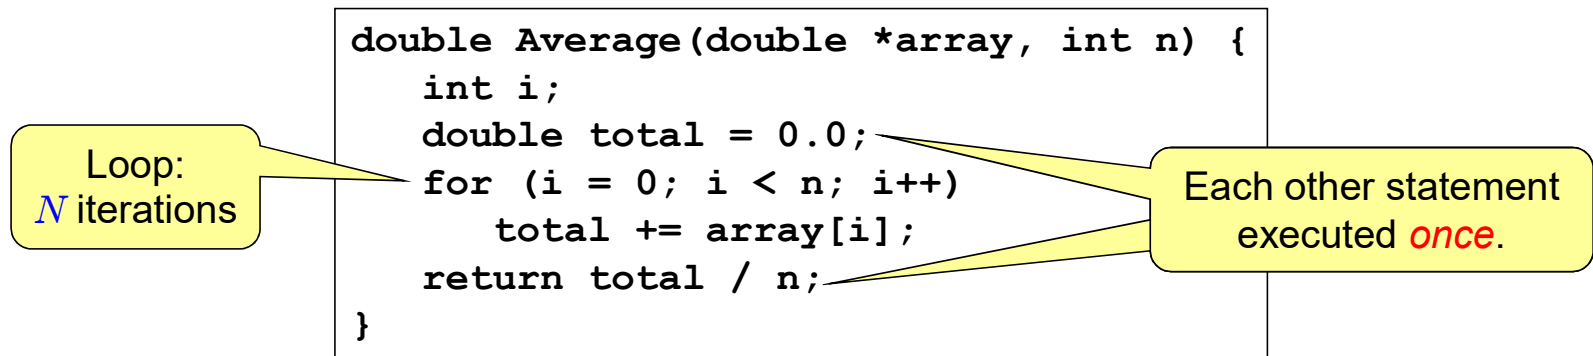 double Average(double *array, int n) {
int i;
double total = 0.0;
for (i = 0; i < n; i++)
total += array[i];
return total / n;
}
Loop:
N iterations
Each other statement
executed once.